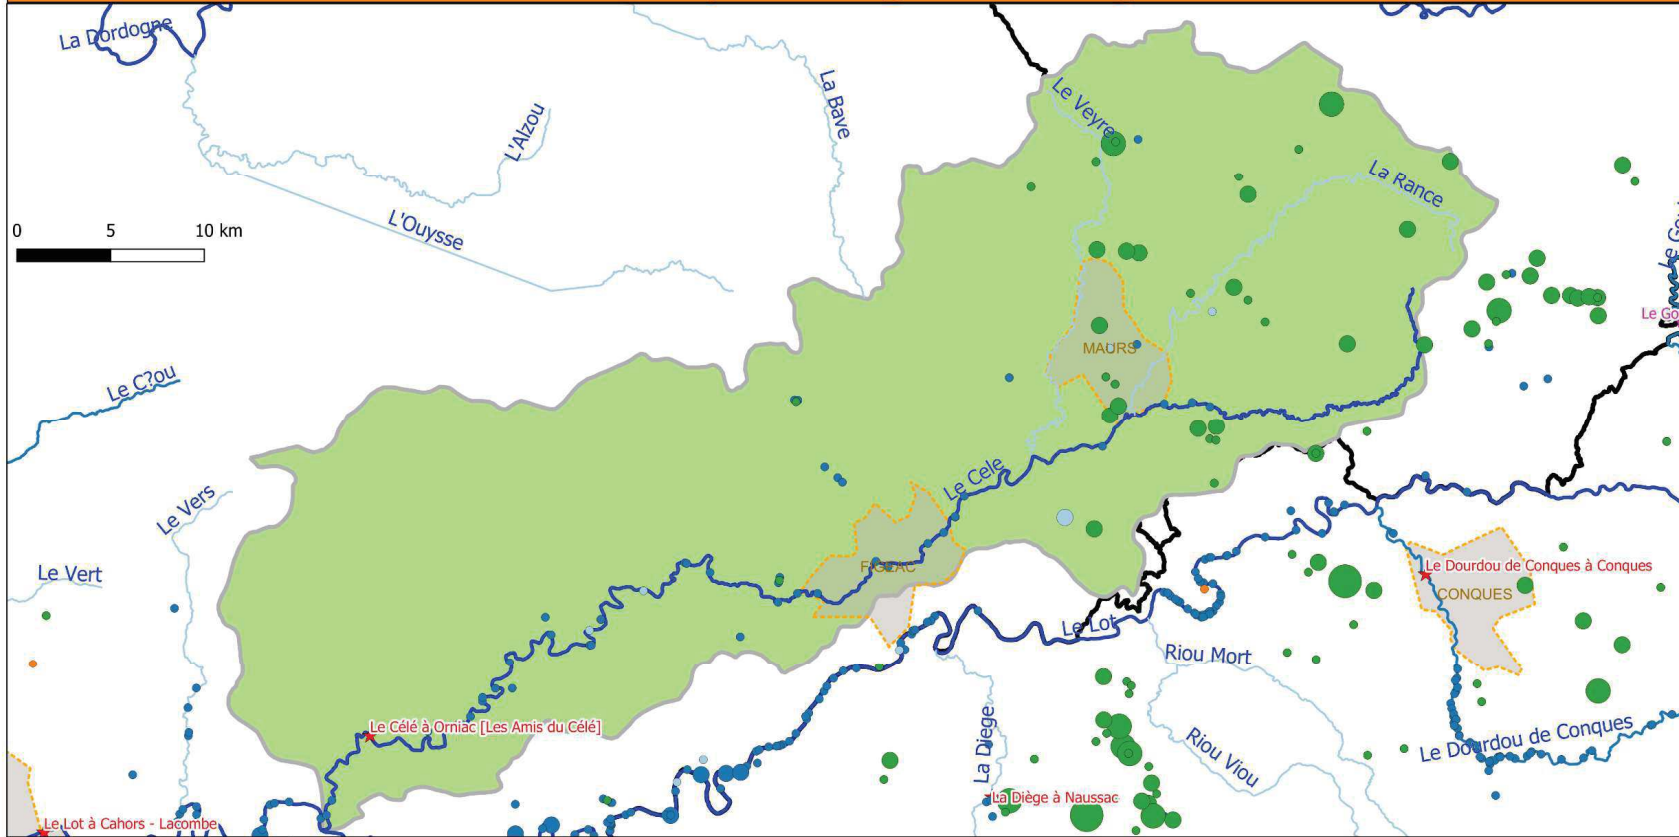 La Dordogne
L'Alzou
La Bave
Le Veyre
La Rance
L'Ouysse
0 5 10 km
Le Go
MAURS
Le C?ou
Le Cele
Le Vers
Le Vert
FIGEAC
Le Dourdou de Conques à Conques
CONQUES
Le Lot
Riou Mort
Le Célé à Orniac [Les Amis du Célé]
La Diege
Riou Viou
Le Dourdou de Conques
La Diège à Naussac
Le Lot à Cahors - Lacombe